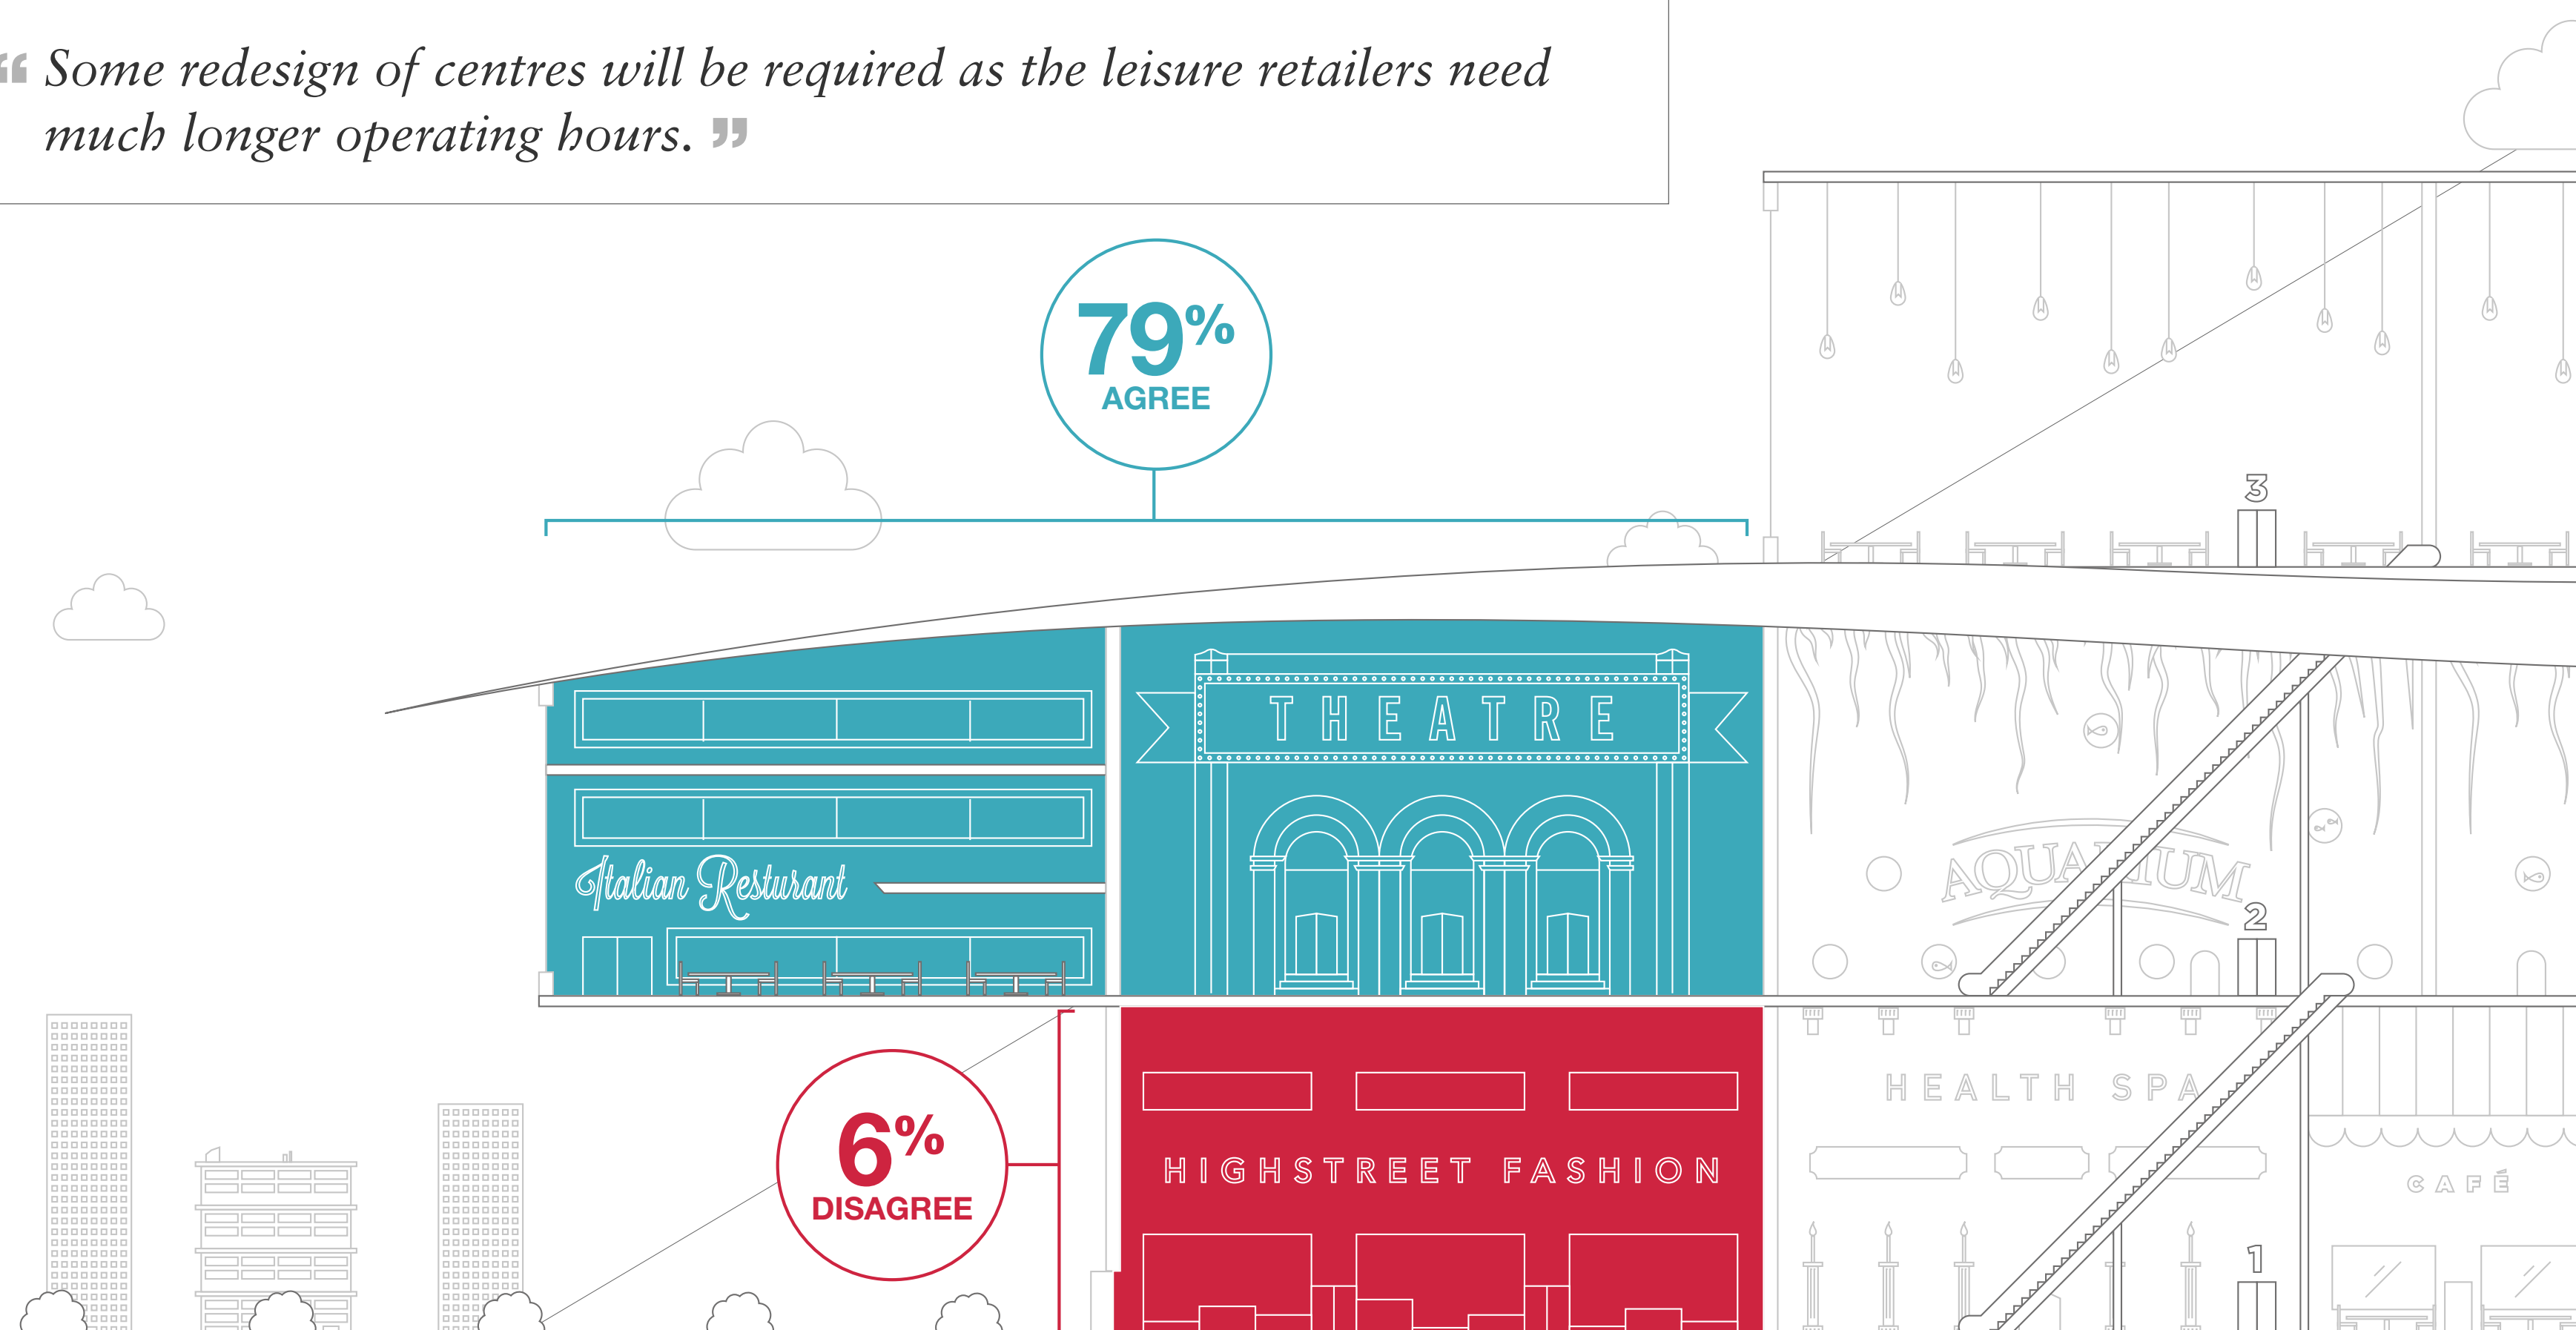 “ Some redesign of centres will be required as the leisure retailers need
much longer operating hours. ”
79%
AGREE
3
THEATRE
Italian Resturant
AQUARIUM
2
6%
DISAGREE
HIGHSTREET FASHION
HEALTH SPA
CAFÉ
1